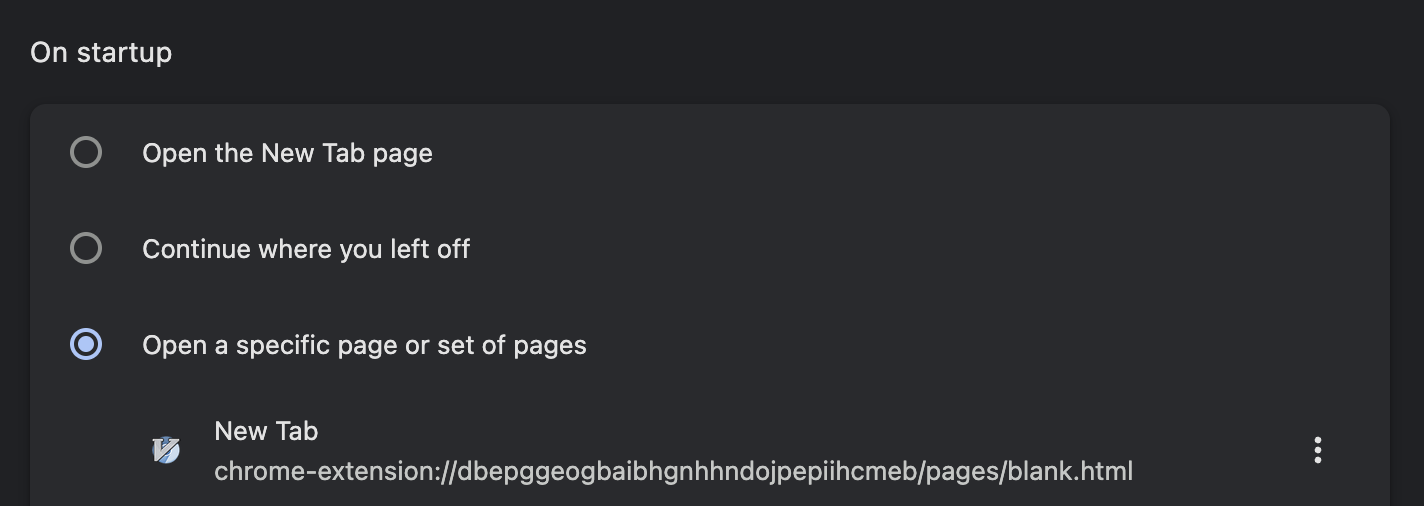 On startup
Open the New Tab page
Continue where you left off
Open a specific page or set of pages
New Tab
chrome-extension://dbepggeogbaibhgnhhndojpepiihcmeb/pages/blank.html